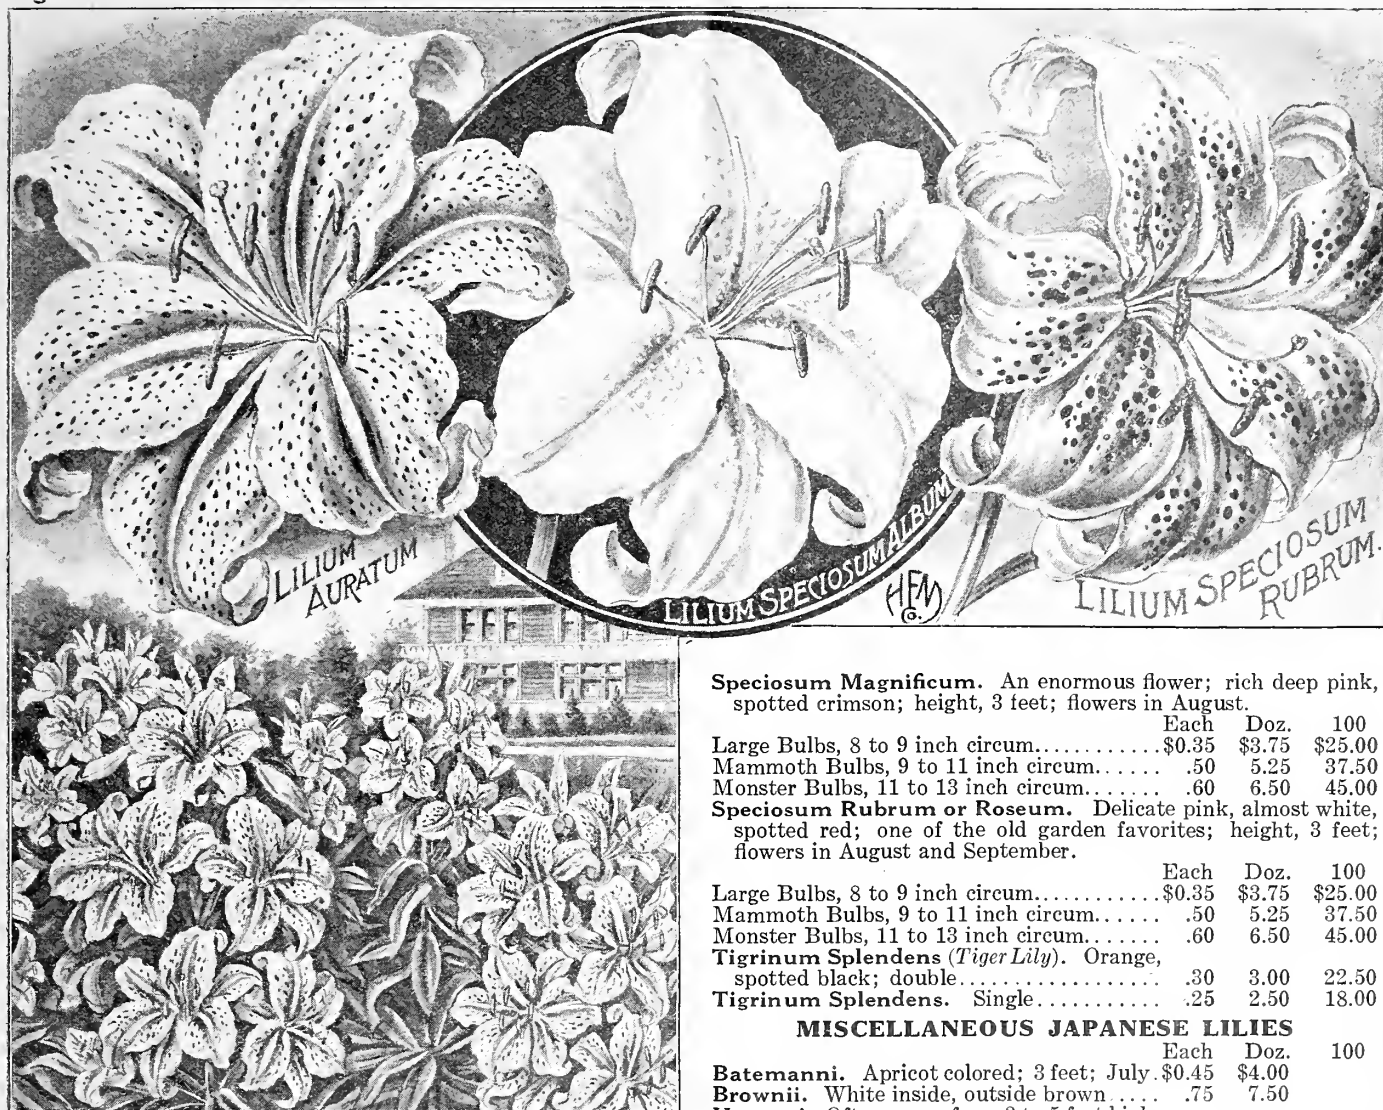 LILIUM
AURATUM
LILIUM SPECIOSUM ALBUM
HFM
Co.
LILIUM SPECIOSUM
RUBRUM.
Speciosum Magnificum. An enormous flower; rich deep pink,
spotted crimson; height, 3 feet; flowers in August.
Each Doz. 100
Large Bulbs, 8 to 9 inch circum............$0.35 $3.75 $25.00
Mammoth Bulbs, 9 to 11 inch circum...... .50 5.25 37.50
Monster Bulbs, 11 to 13 inch circum....... .60 6.50 45.00
Speciosum Rubrum or Roseum. Delicate pink, almost white,
spotted red; one of the old garden favorites; height, 3 feet;
flowers in August and September.
Each Doz. 100
Large Bulbs, 8 to 9 inch circum............$0.35 $3.75 $25.00
Mammoth Bulbs, 9 to 11 inch circum...... .50 5.25 37.50
Monster Bulbs, 11 to 13 inch circum....... .60 6.50 45.00
Tigrinum Splendens (Tiger Lily). Orange,
spotted black; double................... .30 3.00 22.50
Tigrinum Splendens. Single........... .25 2.50 18.00
MISCELLANEOUS JAPANESE LILIES
Each Doz. 100
Batemanni. Apricot colored; 3 feet; July.$0.45 $4.00
Brownii. White inside, outside brown..... .75 7.50